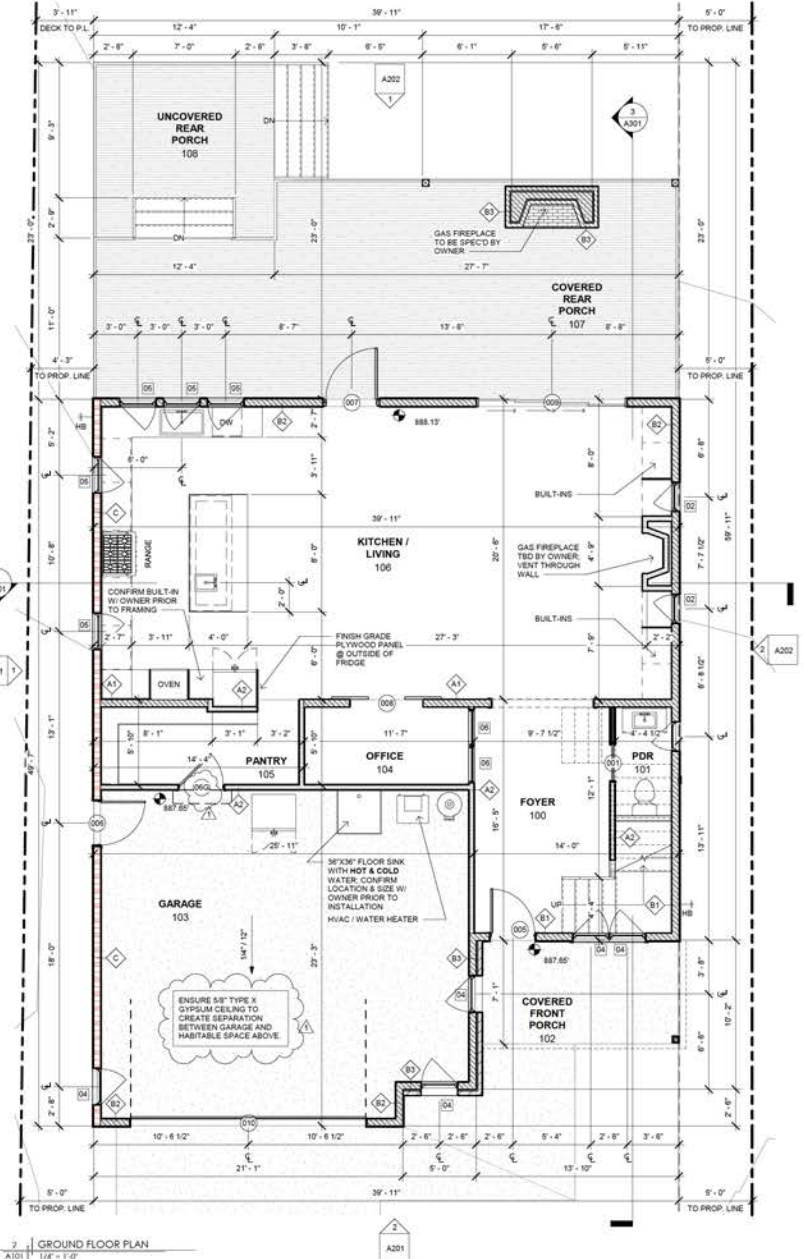 3' - 11"
39' - 11"
5' - 0"
DECK TO P.L.
12' - 4"
10' - 1"
17' - 6"
TO PROP. LINE
7' - 0"
3' - 6"
6' - 5"
6' - 1"
5' - 6"
5' - 11"
A202
1
UNCOVERED
REAR
PORCH
108
DN
3
A301
9' - 3"
2' - 9"
23' - 0"
23' - 0"
23' - 0"
DN
B3
B3
GAS FIREPLACE
TO BE SPEC'D BY
OWNER
12' - 4"
27' - 7"
COVERED
REAR
PORCH
107
11' - 0"
3' - 0"
3' - 0"
3' - 0"
8' - 7"
13' - 8"
8' - 8"
4' - 3"
5' - 0"
TO PROP. LINE
TO PROP. LINE
05
05
05
007
009
HB
DW
B2
888.13'
B2
5' - 2"
2' - 7"
6' - 0"
3' - 11"
8' - 0"
6' - 8"
05
C
BUILT-INS
02
39' - 11"
59' - 11"
RANGE
KITCHEN /
LIVING
106
10' - 8"
8' - 0"
20' - 6"
4' - 9"
7' - 7 1/2"
GAS FIREPLACE
TBD BY OWNER;
VENT THROUGH
WALL
CONFIRM BUILT-IN
W/ OWNER PRIOR
TO FRAMING
2' - 0"
02
05
BUILT-INS
2' - 7"
3' - 11"
4' - 0"
FINISH GRADE
PLYWOOD PANEL
@ OUTSIDE OF
FRIDGE
27' - 3"
2' - 2"
6' - 0"
7' - 9"
6' - 8 1/2"
2
A202
A1
OVEN
A2
A1
008
13' - 1"
49' - 7"
5' - 10"
8' - 1"
3' - 1"
3' - 2"
5' - 10"
11' - 7"
9' - 7 1/2"
4' - 4 1/2"
14' - 4"
PANTRY
105
OFFICE
104
001
PDR
101
887.65'
A2
1
A2
FOYER
100
12' - 1"
16' - 5"
006
25' - 11"
14' - 0"
A2
13' - 11"
36"X36" FLOOR SINK
WITH HOT & COLD
WATER; CONFIRM
LOCATION & SIZE W/
OWNER PRIOR TO
INSTALLATION
HVAC / WATER HEATER
GARAGE
103
UP
4' - 4"
B1
B1
HB
005
1/4" / 12"
23' - 3"
18' - 0"
C
B3
887.65'
04
04
3' - 8"
04
7' - 1"
COVERED
FRONT
PORCH
102
10' - 2"
6' - 6"
ENSURE 5/8" TYPE X
GYPSUM CEILING TO
CREATE SEPARATION
BETWEEN GARAGE AND
HABITABLE SPACE ABOVE.
1
B3
04
B2
B2
04
2' - 6"
2' - 6"
010
10' - 6 1/2"
10' - 6 1/2"
2' - 6"
2' - 6"
2' - 6"
5' - 4"
3' - 6"
21' - 1"
5' - 0"
13' - 10"
5' - 0"
39' - 11"
5' - 0"
TO PROP. LINE
TO PROP. LINE
2
A201
2
A101
GROUND FLOOR PLAN
1/4" = 1'-0"